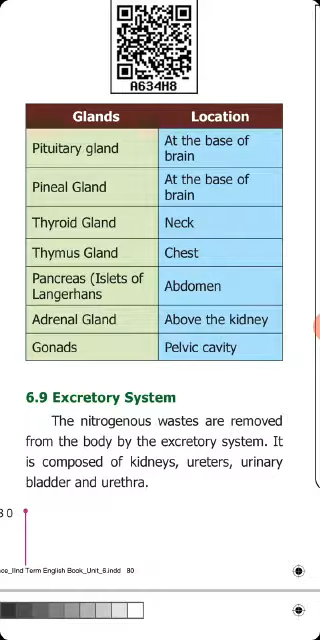 A634H8
Glands Location
Pituitary gland At the base of brain
Pineal Gland At the base of brain
Thyroid Gland Neck
Thymus Gland Chest
Pancreas (Islets of Langerhans Abdomen
Adrenal Gland Above the kidney
Gonads Pelvic cavity
6.9 Excretory System
The nitrogenous wastes are removed
from the body by the excretory system. It
is composed of kidneys, ureters, urinary
bladder and urethra.
_IInd Term English Book_Unit_6.indd 80